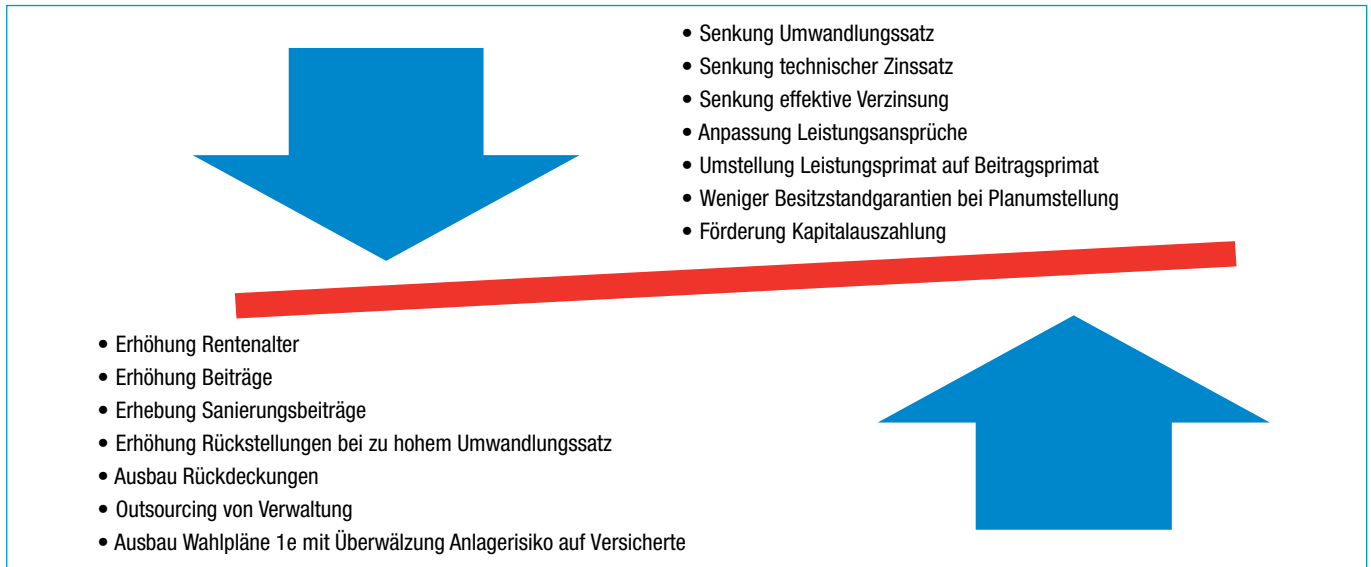 • Senkung Umwandlungssatz
• Senkung technischer Zinssatz
• Senkung effektive Verzinsung
• Anpassung Leistungsansprüche
• Umstellung Leistungsprimat auf Beitragsprimat
• Weniger Besitzstandgarantien bei Planumstellung
• Förderung Kapitalauszahlung
• Erhöhung Rentenalter
• Erhöhung Beiträge
• Erhebung Sanierungsbeiträge
• Erhöhung Rückstellungen bei zu hohem Umwandlungssatz
• Ausbau Rückdeckungen
• Outsourcing von Verwaltung
• Ausbau Wahlpläne 1e mit Überwälzung Anlagerisiko auf Versicherte